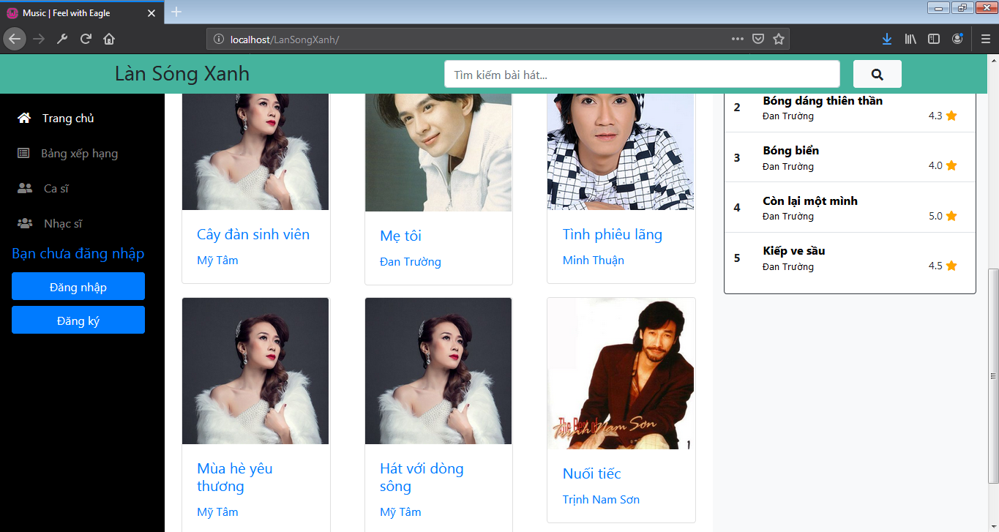 Music | Feel with Eagle
localhost/LanSongXanh/
Làn Sóng Xanh
Tìm kiếm bài hát...
Trang chủ
Bảng xếp hạng
Ca sĩ
Nhạc sĩ
Bạn chưa đăng nhập
Đăng nhập
Đăng ký
Cây đàn sinh viên
Mỹ Tâm
Mẹ tôi
Đan Trường
Tình phiêu lãng
Minh Thuận
Mùa hè yêu
thương
Mỹ Tâm
Hát với dòng
sông
Mỹ Tâm
The Best of
Trịnh Nam Sơn
1
Nuối tiếc
Trịnh Nam Sơn
2
Bóng dáng thiên thần
Đan Trường
4.3
3
Bóng biển
Đan Trường
4.0
4
Còn lại một mình
Đan Trường
5.0
5
Kiếp ve sầu
Đan Trường
4.5